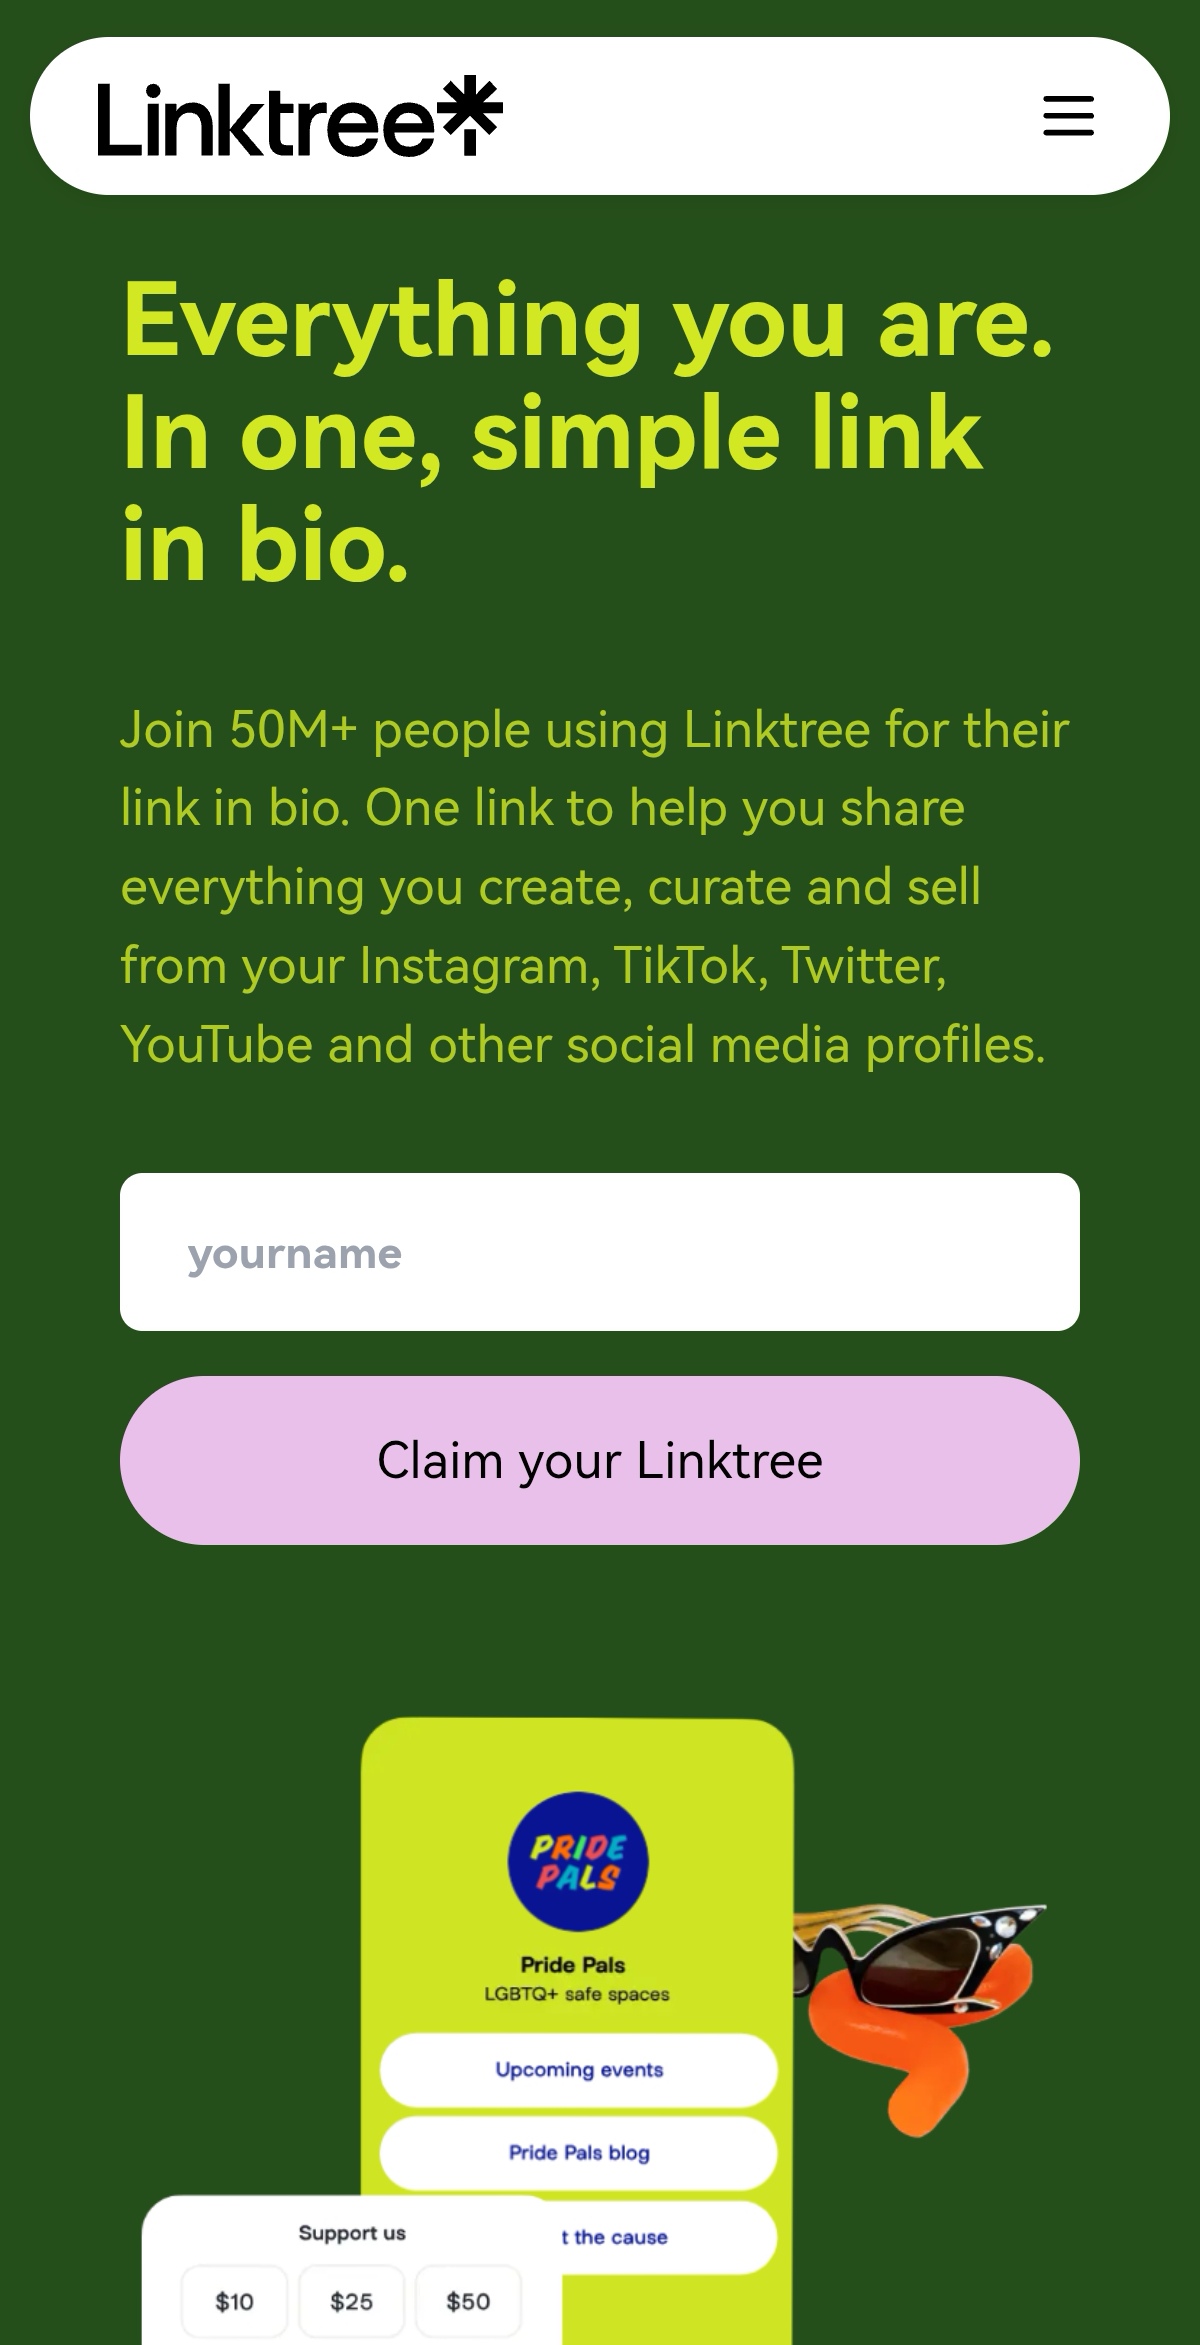 Linktree
Everything you are.
In one, simple link
in bio.
Join 50M+ people using Linktree for their
link in bio. One link to help you share
everything you create, curate and sell
from your Instagram, TikTok, Twitter,
YouTube and other social media profiles.
yourname
Claim your Linktree
PRIDE
PALS
Pride Pals
LGBTQ+ safe spaces
Upcoming events
Pride Pals blog
t the cause
Support us
$10 $25 $50